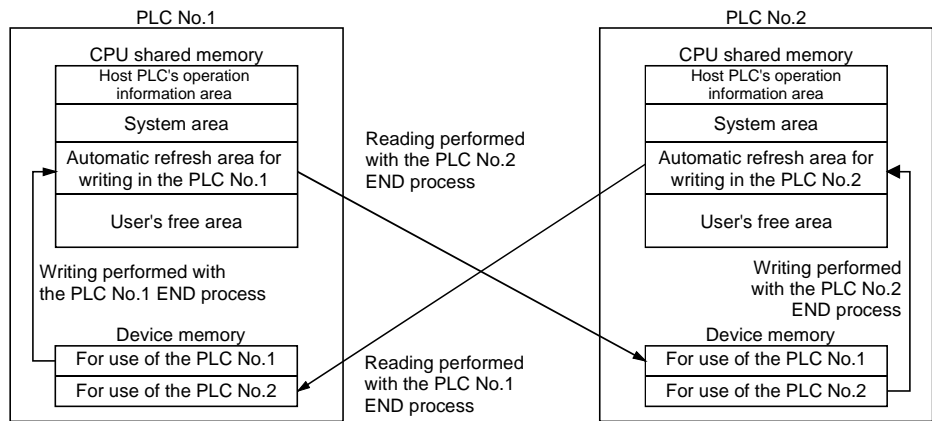 PLC No.1
CPU shared memory
Host PLC's operation
information area
System area
Automatic refresh area for
writing in the PLC No.1
User's free area
Writing performed with
the PLC No.1 END process
Device memory
For use of the PLC No.1
For use of the PLC No.2
Reading performed
with the PLC No.2
END process
Reading performed
with the PLC No.1
END process
PLC No.2
CPU shared memory
Host PLC's operation
information area
System area
Automatic refresh area for
writing in the PLC No.2
User's free area
Writing performed
with the PLC No.2
END process
Device memory
For use of the PLC No.1
For use of the PLC No.2